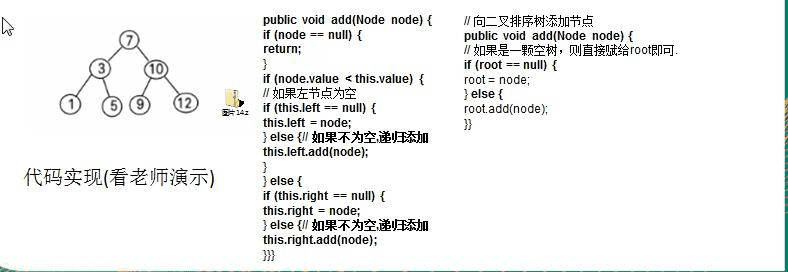 7
3
10
1
5
9
12
图片14.z
代码实现(看老师演示)
public void add(Node node) {
if (node == null) {
return;
}
if (node.value < this.value) {
// 如果左节点为空
if (this.left == null) {
this.left = node;
} else {// 如果不为空,递归添加
this.left.add(node);
}
} else {
if (this.right == null) {
this.right = node;
} else {// 如果不为空,递归添加
this.right.add(node);
}}}
// 向二叉排序树添加节点
public void add(Node node) {
// 如果是一颗空树，则直接赋给root即可.
if (root == null) {
root = node;
} else {
root.add(node);
}}